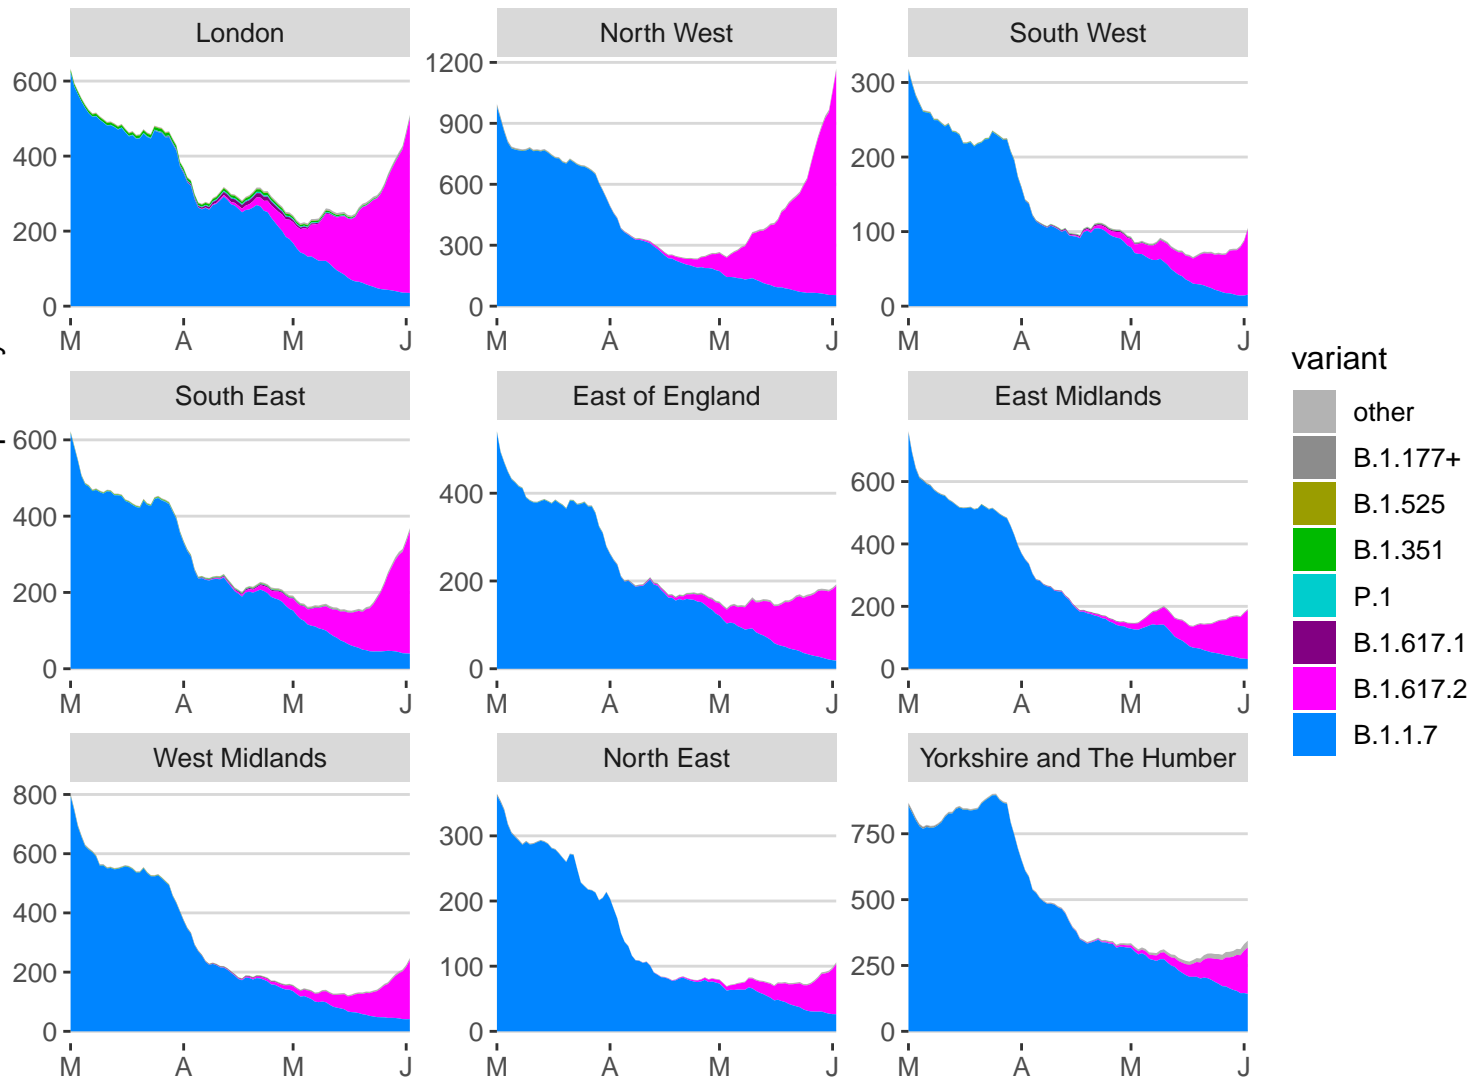 London
600
400
200
0
M A M J
North West
1200
900
600
300
0
M A M J
South West
300
200
100
0
M A M J
South East
600
400
200
0
M A M J
East of England
400
200
0
M A M J
East Midlands
600
400
200
0
M A M J
West Midlands
800
600
400
200
0
M A M J
North East
300
200
100
0
M A M J
Yorkshire and The Humber
750
500
250
0
M A M J
variant
other
B.1.177+
B.1.525
B.1.351
P.1
B.1.617.1
B.1.617.2
B.1.1.7